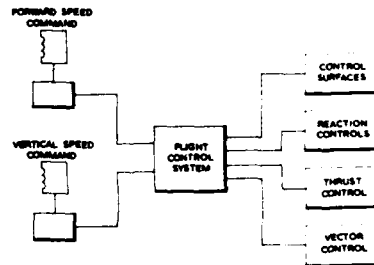 FORWARD SPEED
COMMAND
VERTICAL SPEED
COMMAND
FLIGHT
CONTROL
SYSTEM
CONTROL
SURFACES
REACTION
CONTROLS
THRUST
CONTROL
VECTOR
CONTROL